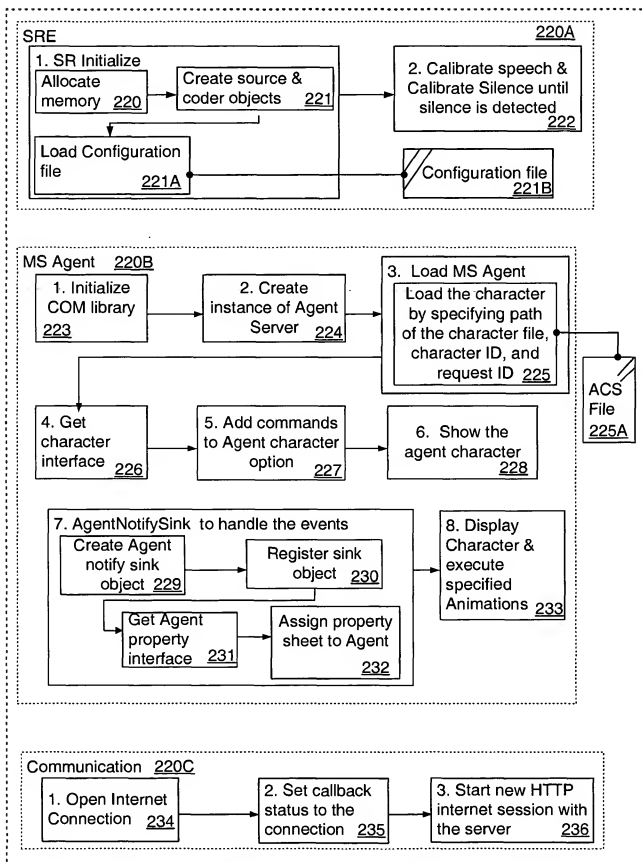 SRE 220A
1. SR Initialize
Allocate
memory 220
Create source &
coder objects 221
2. Calibrate speech &
Calibrate Silence until
silence is detected
222
Load Configuration
file
221A
Configuration file
221B
MS Agent 220B
1. Initialize
COM library
223
2. Create
instance of Agent
Server 224
3. Load MS Agent
Load the character
by specifying path
of the character file,
character ID, and
request ID 225
ACS
File
225A
4. Get
character
interface 226
5. Add commands
to Agent character
option 227
6. Show the
agent character
228
7. AgentNotifySink to handle the events
Create Agent
notify sink
object 229
Register sink
object 230
Get Agent
property
interface 231
Assign property
sheet to Agent
232
8. Display
Character &
execute
specified
Animations 233
Communication 220C
1. Open Internet
Connection
234
2. Set callback
status to the
connection 235
3. Start new HTTP
internet session with
the server 236